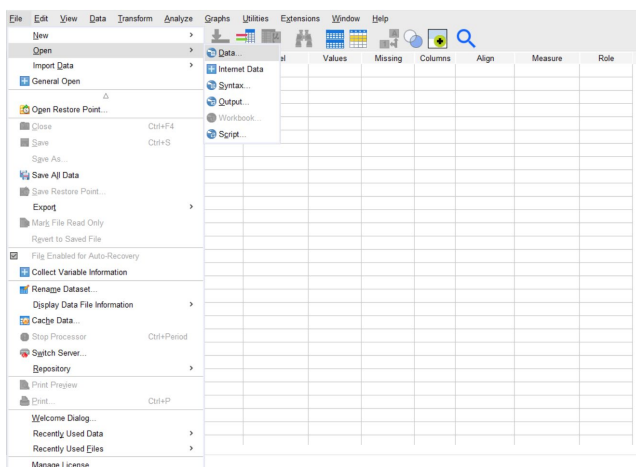 File Edit View Data Transform Analyze Graphs Utilities Extensions Window Help
New >
Open >
Import Data >
General Open
Open Restore Point...
Close Ctrl+F4
Save Ctrl+S
Save As...
Save All Data
Save Restore Point...
Export >
Mark File Read Only
Revert to Saved File
File Enabled for Auto-Recovery
Collect Variable Information
Rename Dataset...
Display Data File Information >
Cache Data...
Stop Processor Ctrl+Period
Switch Server...
Repository >
Print Preview
Print... Ctrl+P
Welcome Dialog...
Recently Used Data >
Recently Used Files >
Manage License
Data...
Internet Data
Syntax...
Output...
Workbook...
Script...
el Values Missing Columns Align Measure Role